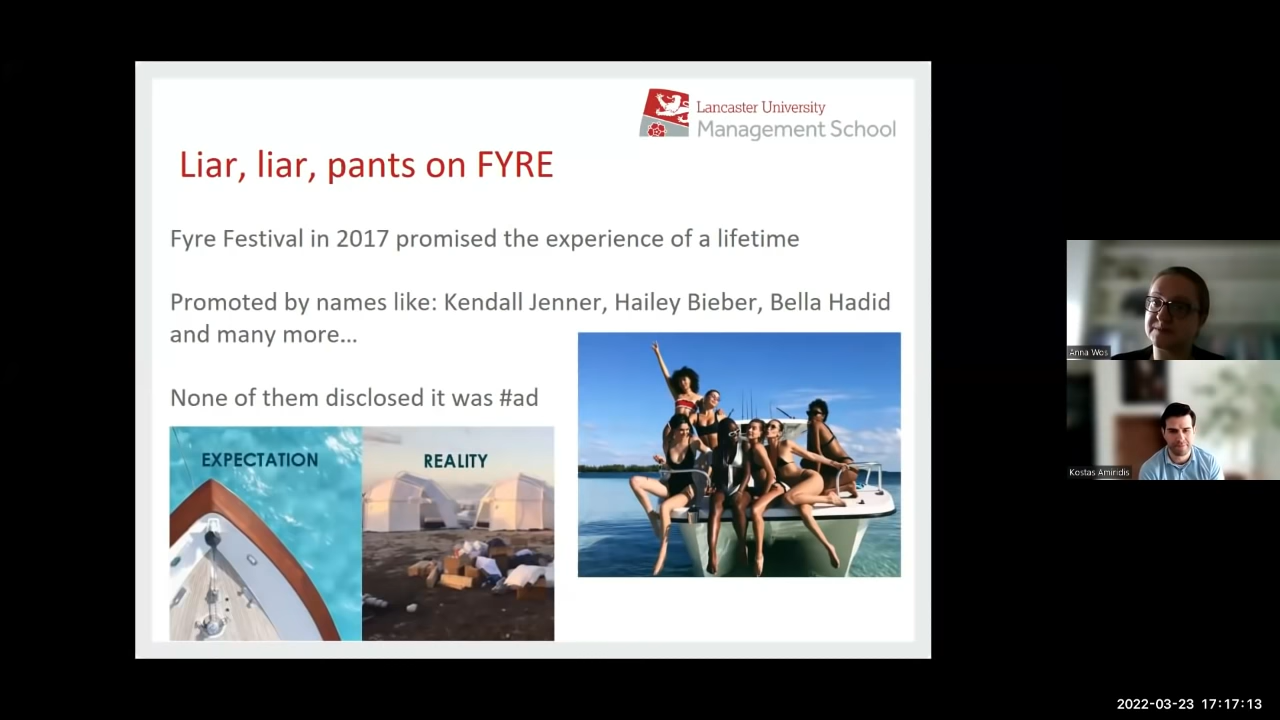 Lancaster University
Management School
Liar, liar, pants on FYRE
Fyre Festival in 2017 promised the experience of a lifetime
Promoted by names like: Kendall Jenner, Hailey Bieber, Bella Hadid
and many more...
None of them disclosed it was #ad
EXPECTATION
REALITY
Anna Wos
Kostas Amiridis
2022-03-23 17:17:13